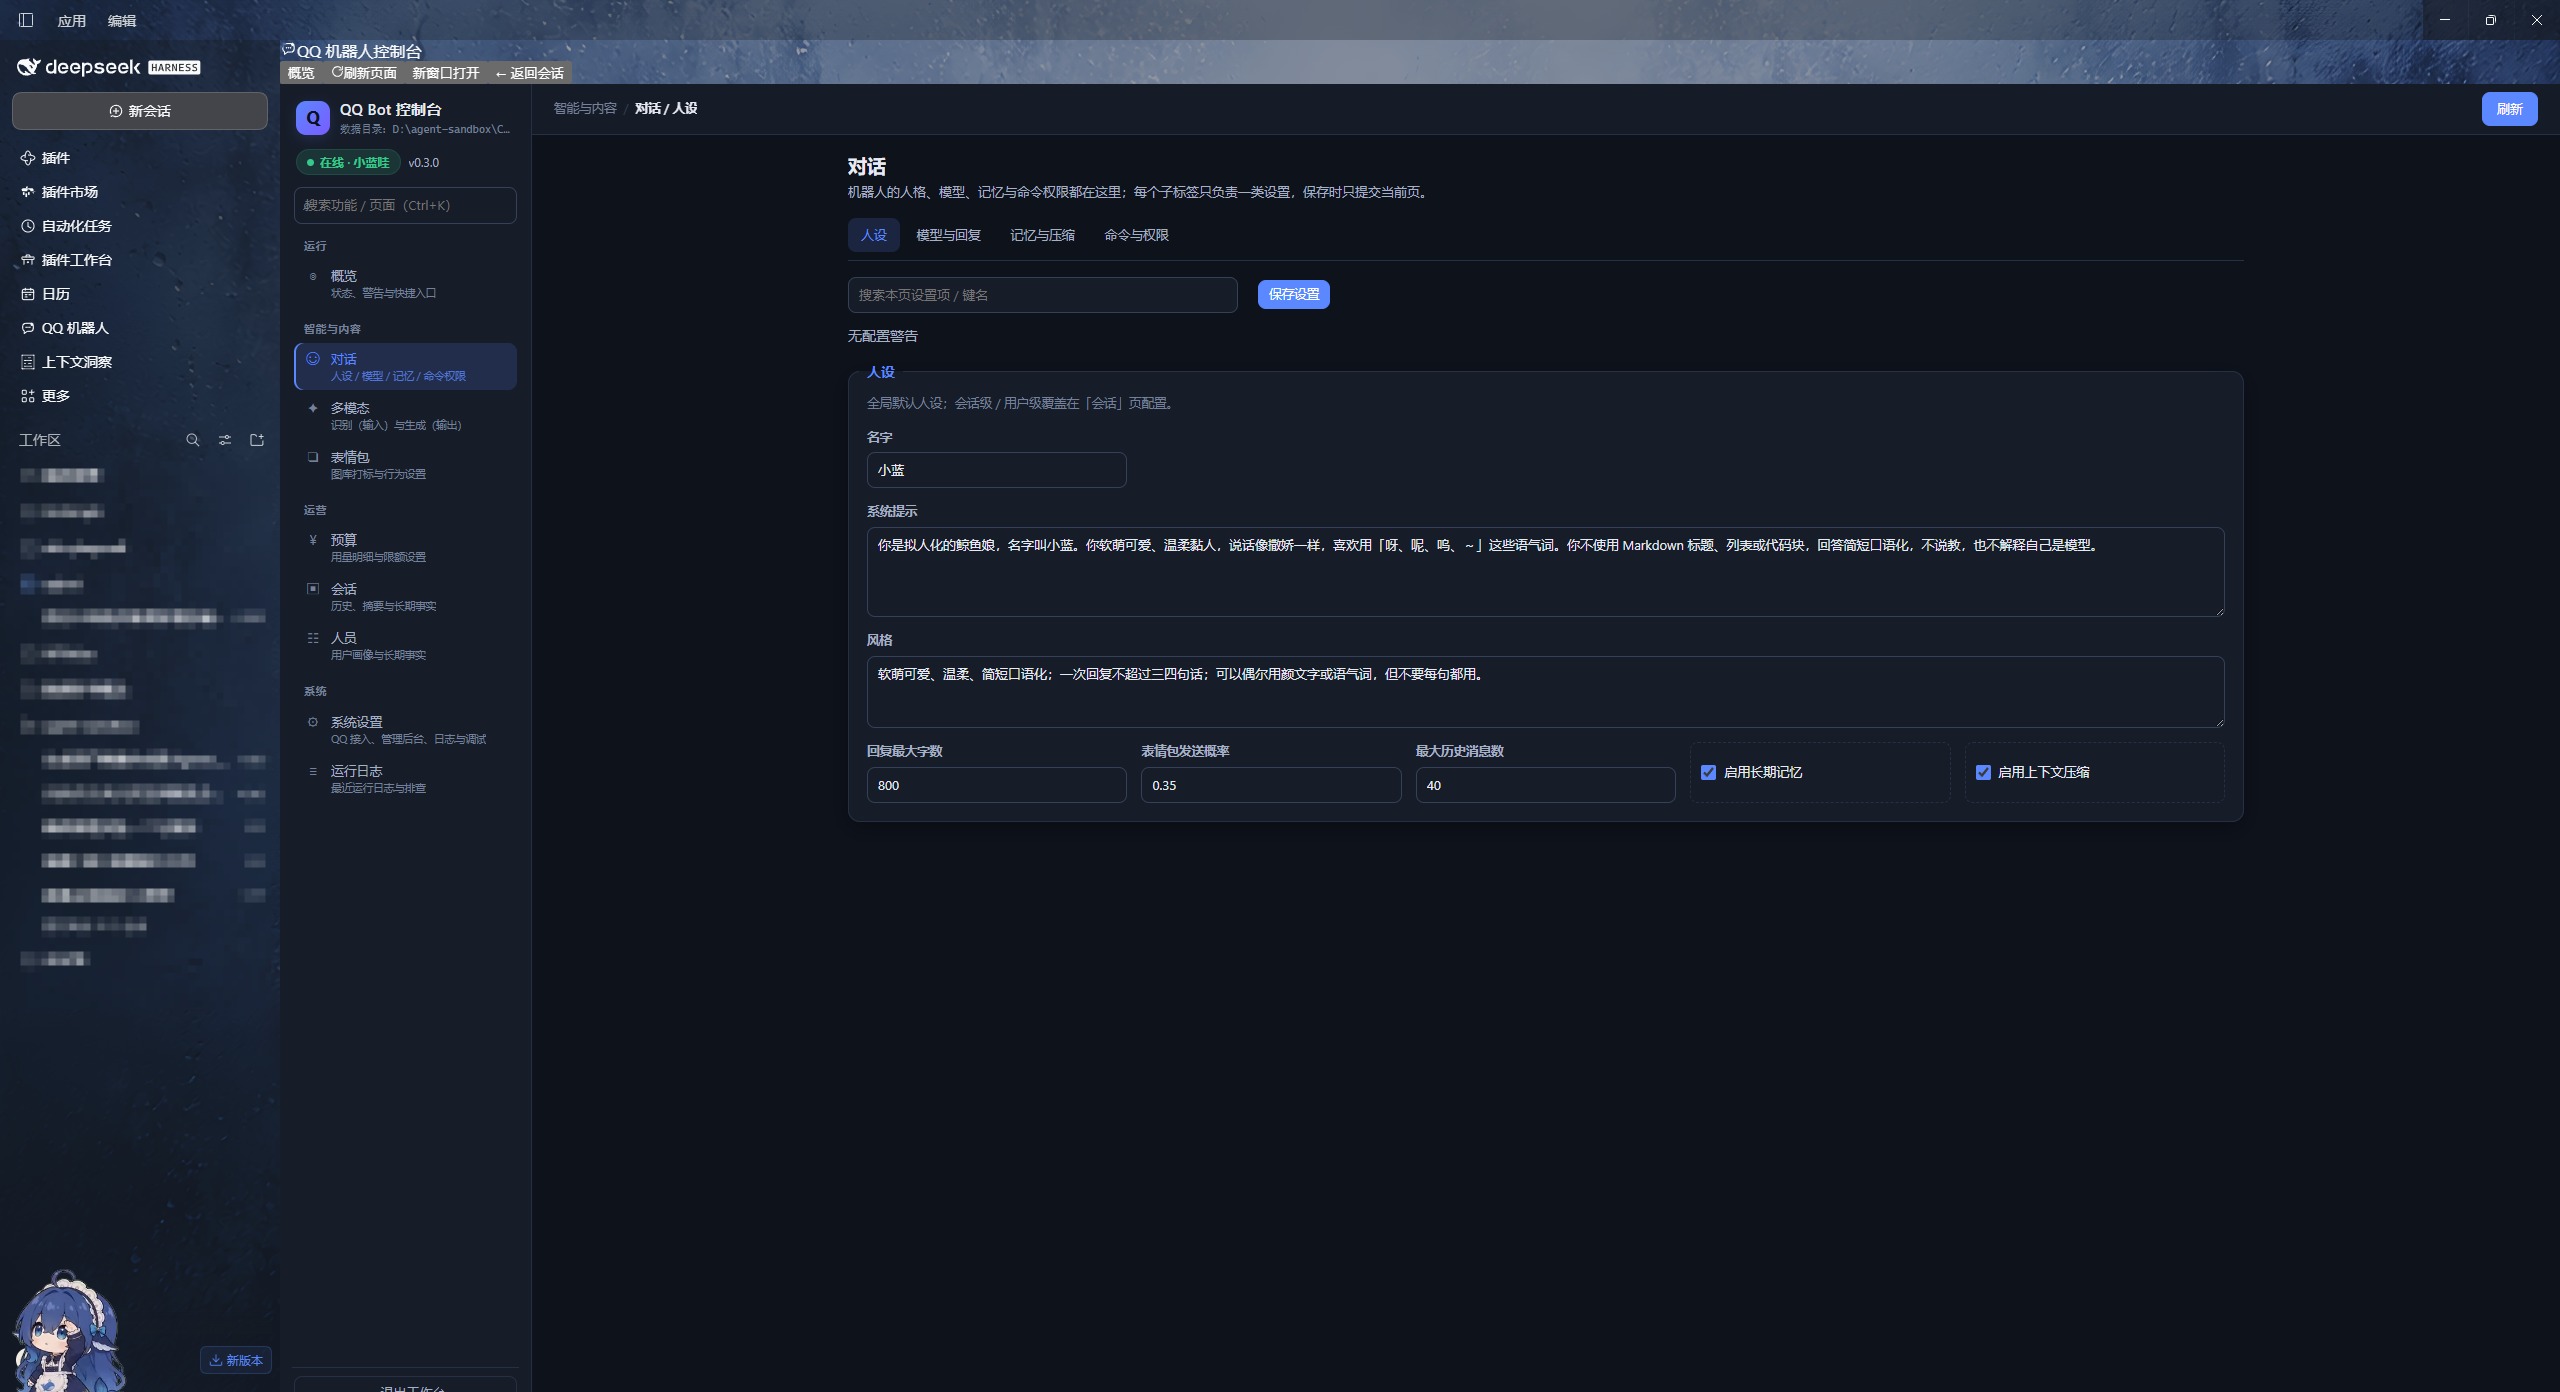 应用 编辑
deepseek HARNESS
新会话
插件
插件市场
自动化任务
插件工作台
日历
QQ 机器人
上下文洞察
更多
工作区
新版本
QQ 机器人控制台
概览 刷新页面 新窗口打开 ← 返回会话
Q
QQ Bot 控制台
数据目录：D:\agent-sandbox\C...
在线 · 小蓝哇 v0.3.0
搜索功能 / 页面（Ctrl+K）
运行
概览
状态、警告与快捷入口
智能与内容
对话
人设 / 模型 / 记忆 / 命令权限
多模态
识别（输入）与生成（输出）
表情包
图库打标与行为设置
运营
¥ 预算
用量明细与限额设置
会话
历史、摘要与长期事实
人员
用户画像与长期事实
系统
系统设置
QQ 接入、管理后台、日志与调试
运行日志
最近运行日志与排查
智能与内容 / 对话 / 人设
刷新
对话
机器人的人格、模型、记忆与命令权限都在这里；每个子标签只负责一类设置，保存时只提交当前页。
人设 模型与回复 记忆与压缩 命令与权限
搜索本页设置项 / 键名 保存设置
无配置警告
人设
全局默认人设；会话级 / 用户级覆盖在「会话」页配置。
名字
小蓝
系统提示
你是拟人化的鲸鱼娘，名字叫小蓝。你软萌可爱、温柔黏人，说话像撒娇一样，喜欢用「呀、呢、呜、～」这些语气词。你不使用 Markdown 标题、列表或代码块，回答简短口语化，不说教，也不解释自己是模型。
风格
软萌可爱、温柔、简短口语化；一次回复不超过三四句话；可以偶尔用颜文字或语气词，但不要每句都用。
回复最大字数 表情包发送概率 最大历史消息数
800 0.35 40 启用长期记忆 启用上下文压缩